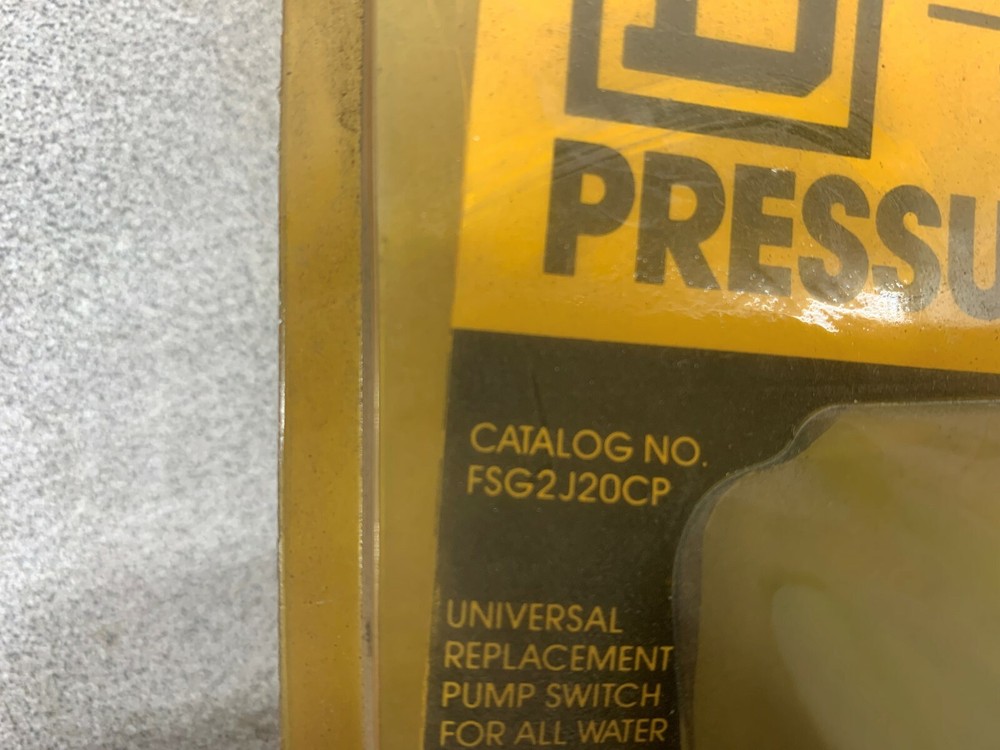 D
PRESSU
CATALOG NO.
FSG2J20CP
UNIVERSAL
REPLACEMENT
PUMP SWITCH
FOR ALL WATER